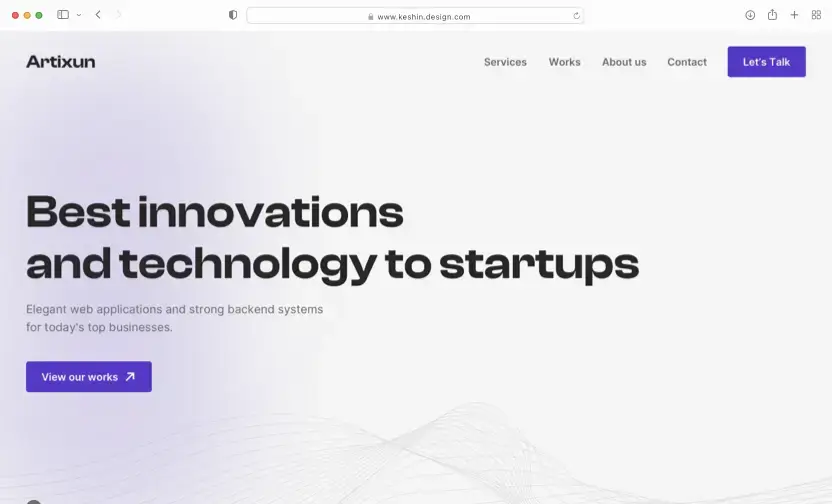 www.keshin.design.com
Artixun
Services
Works
About us
Contact
Let's Talk
Best innovations
and technology to startups
Elegant web applications and strong backend systems
for today's top businesses.
View our works